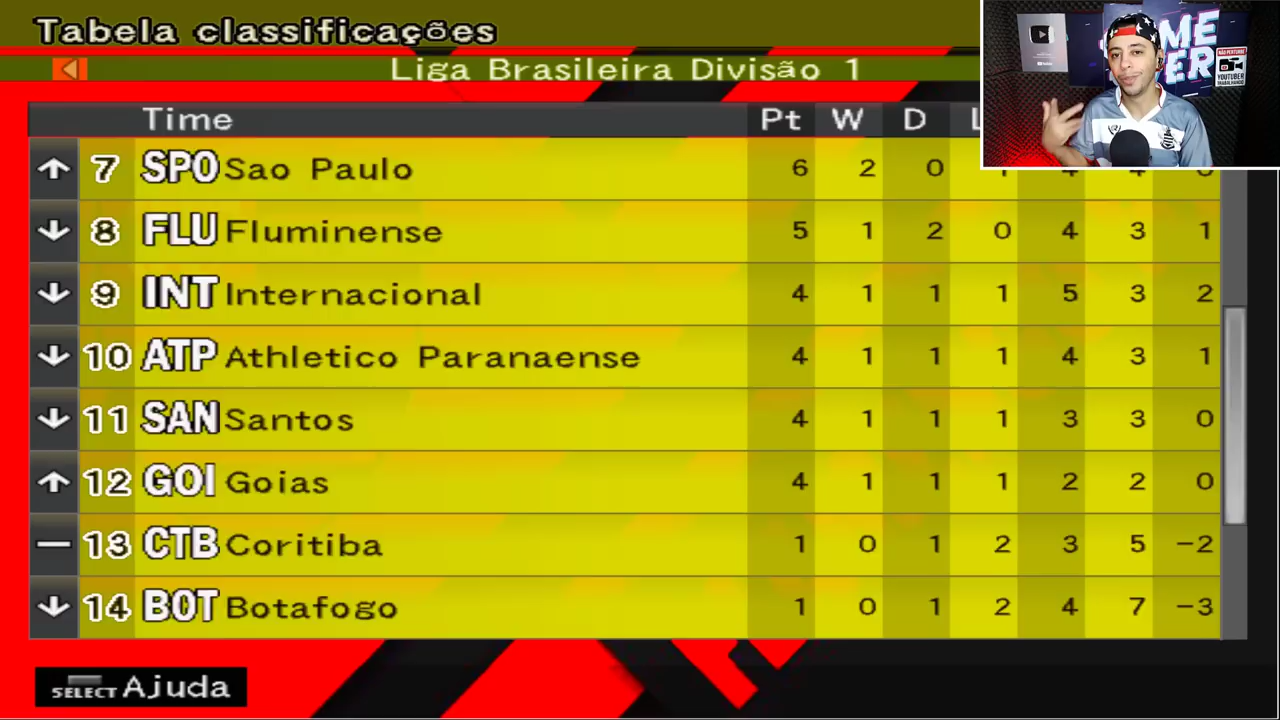 Tabela classificações
Liga Brasileira Divisão 1
Time Pt W D
7 SPO Sao Paulo 6 2 0
8 FLU Fluminense 5 1 2 0 4 3 1
9 INT Internacional 4 1 1 1 5 3 2
10 ATP Athletico Paranaense 4 1 1 1 4 3 1
11 SAN Santos 4 1 1 1 3 3 0
12 GOI Goias 4 1 1 1 2 2 0
13 CTB Coritiba 1 0 1 2 3 5 -2
14 BOT Botafogo 1 0 1 2 4 7 -3
SELECT Ajuda
NÃO PERTURBE
YOUTUBER
TRABALHANDO